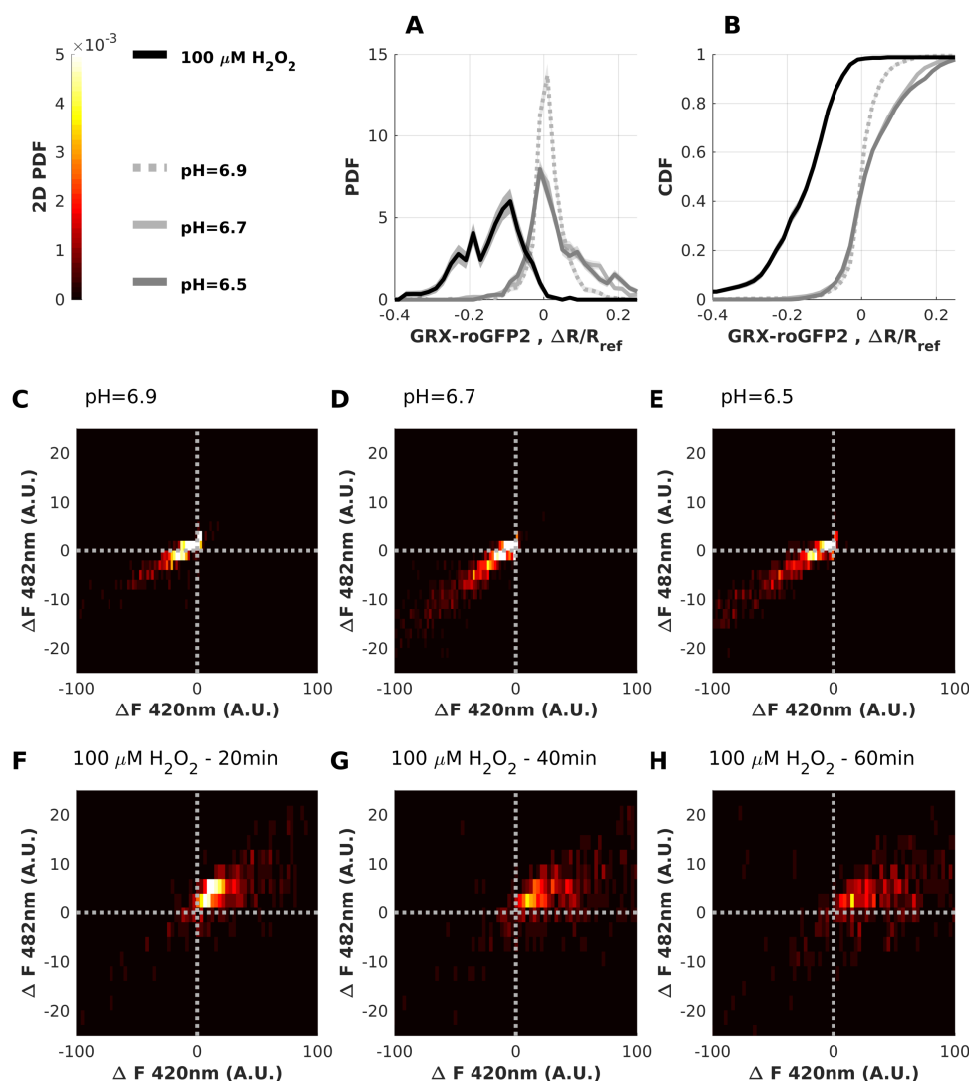 ×10⁻³
5
4
3
2
1
0
2D PDF
100 μM H₂O₂
pH=6.9
pH=6.7
pH=6.5
A
15
10
5
0
PDF
-0.4 -0.2 0 0.2
GRX-roGFP2 , ΔR/R_ref
B
1
0.8
0.6
0.4
0.2
0
CDF
-0.4 -0.2 0 0.2
GRX-roGFP2 , ΔR/R_ref
C pH=6.9
20
10
0
-10
-20
ΔF 482nm (A.U.)
-100 0 100
ΔF 420nm (A.U.)
D pH=6.7
20
10
0
-10
-20
ΔF 482nm (A.U.)
-100 0 100
ΔF 420nm (A.U.)
E pH=6.5
20
10
0
-10
-20
ΔF 482nm (A.U.)
-100 0 100
ΔF 420nm (A.U.)
F 100 μM H₂O₂ - 20min
20
10
0
-10
-20
Δ F 482nm (A.U.)
-100 0 100
Δ F 420nm (A.U.)
G 100 μM H₂O₂ - 40min
20
10
0
-10
-20
Δ F 482nm (A.U.)
-100 0 100
Δ F 420nm (A.U.)
H 100 μM H₂O₂ - 60min
20
10
0
-10
-20
Δ F 482nm (A.U.)
-100 0 100
Δ F 420nm (A.U.)